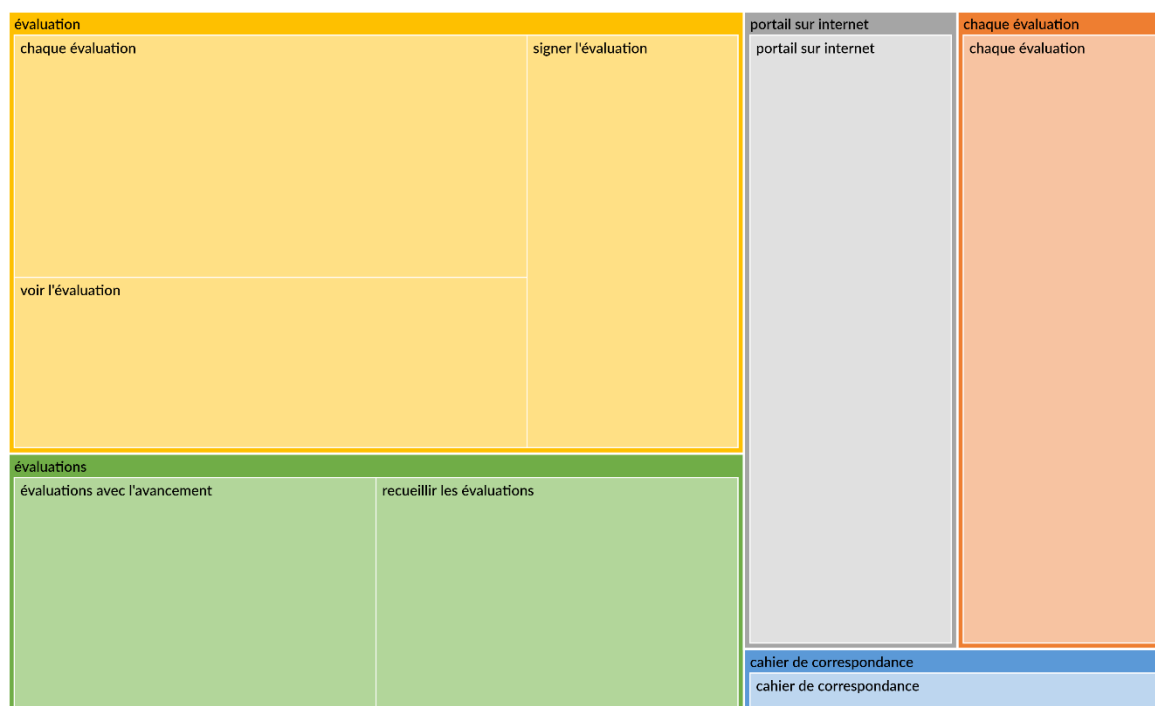 évaluation
chaque évaluation
signer l'évaluation
voir l'évaluation
évaluations
évaluations avec l'avancement
recueillir les évaluations
portail sur internet
portail sur internet
chaque évaluation
chaque évaluation
cahier de correspondance
cahier de correspondance